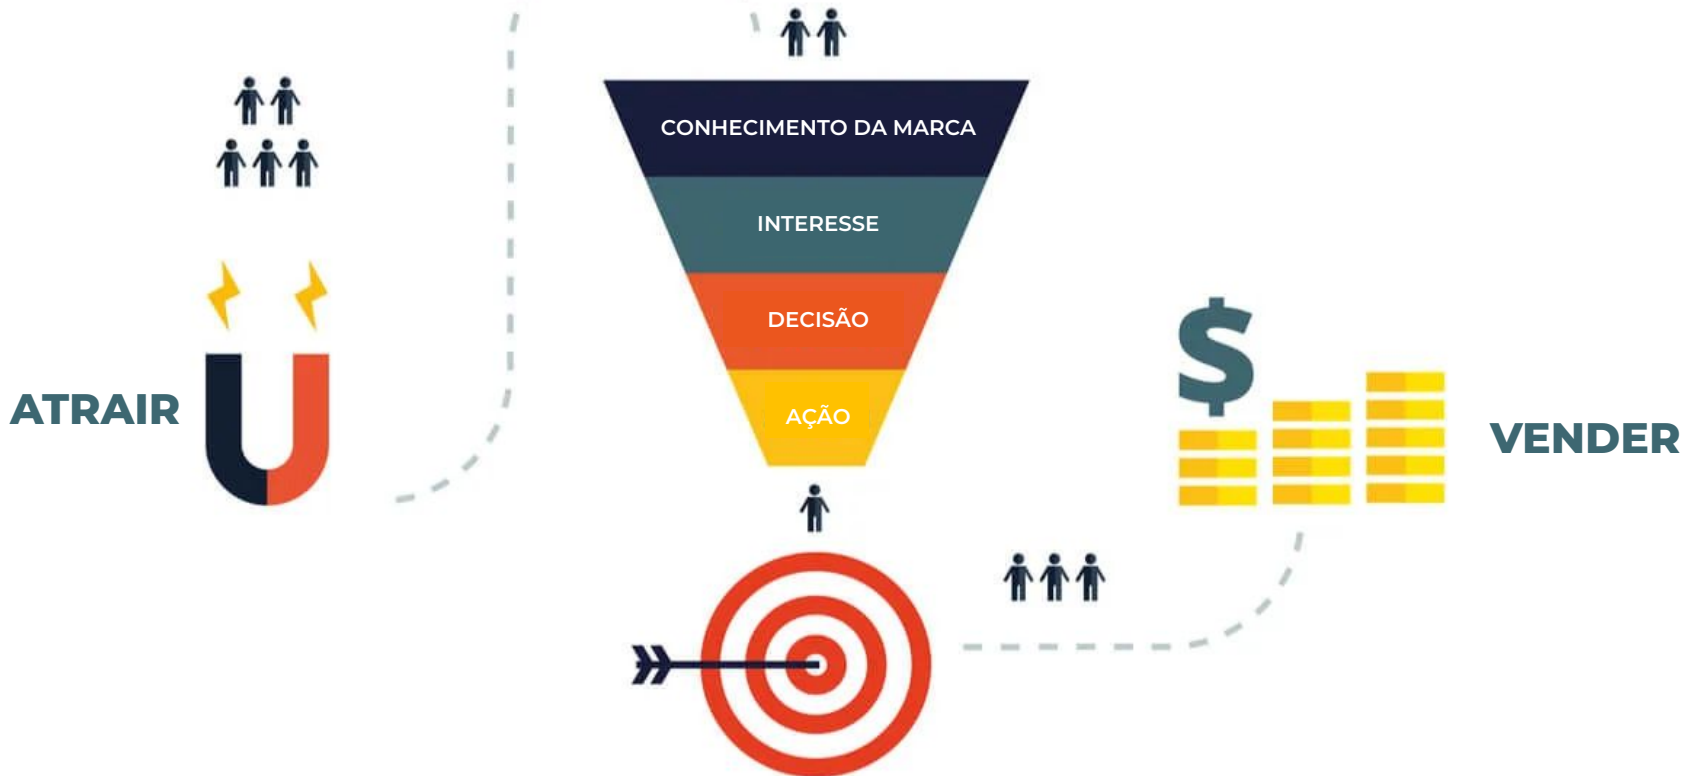 ATRAIR
CONHECIMENTO DA MARCA
INTERESSE
DECISÃO
AÇÃO
$
VENDER